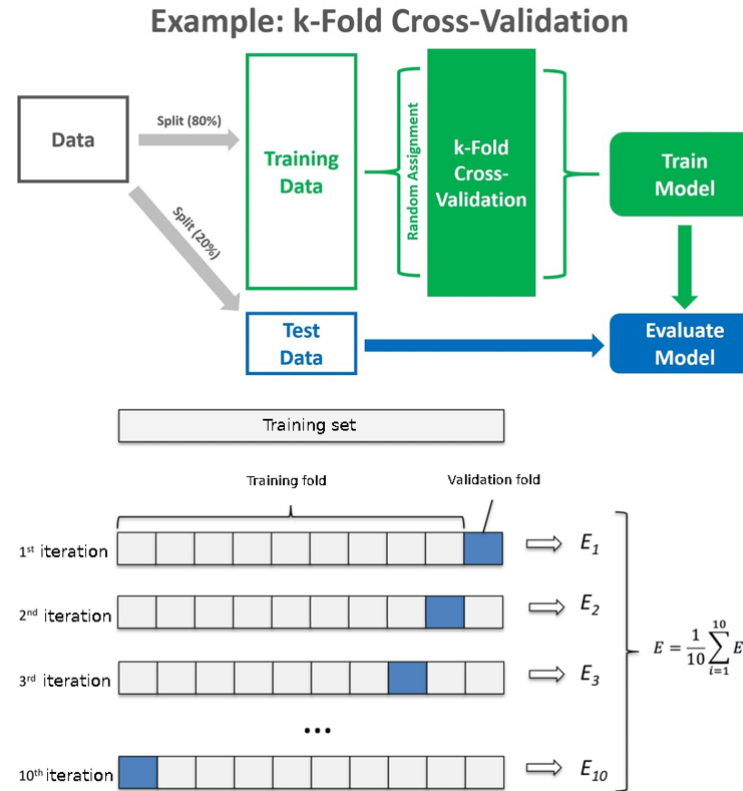 Example: k-Fold Cross-Validation
Data
Split (80%)
Split (20%)
Training
Data
Random Assignment
k-Fold
Cross-
Validation
Train
Model
Test
Data
Evaluate
Model
Training set
Training fold
Validation fold
1st iteration
E1
2nd iteration
E2
3rd iteration
E3
E = 1/10 10∑i=1 E
...
10th iteration
E10